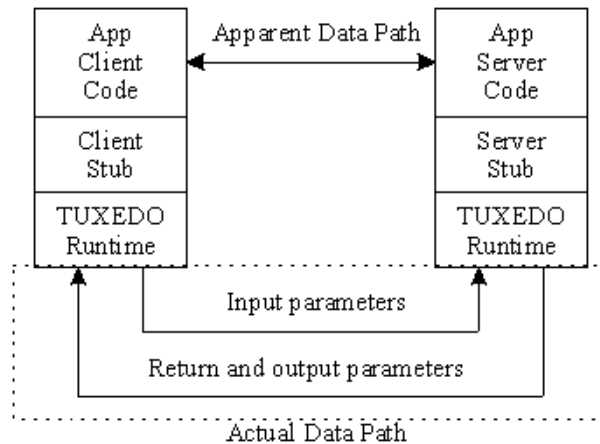 App
Client
Code
Apparent Data Path
App
Server
Code
Client
Stub
Server
Stub
TUXEDO
Runtime
TUXEDO
Runtime
Input parameters
Return and output parameters
Actual Data Path